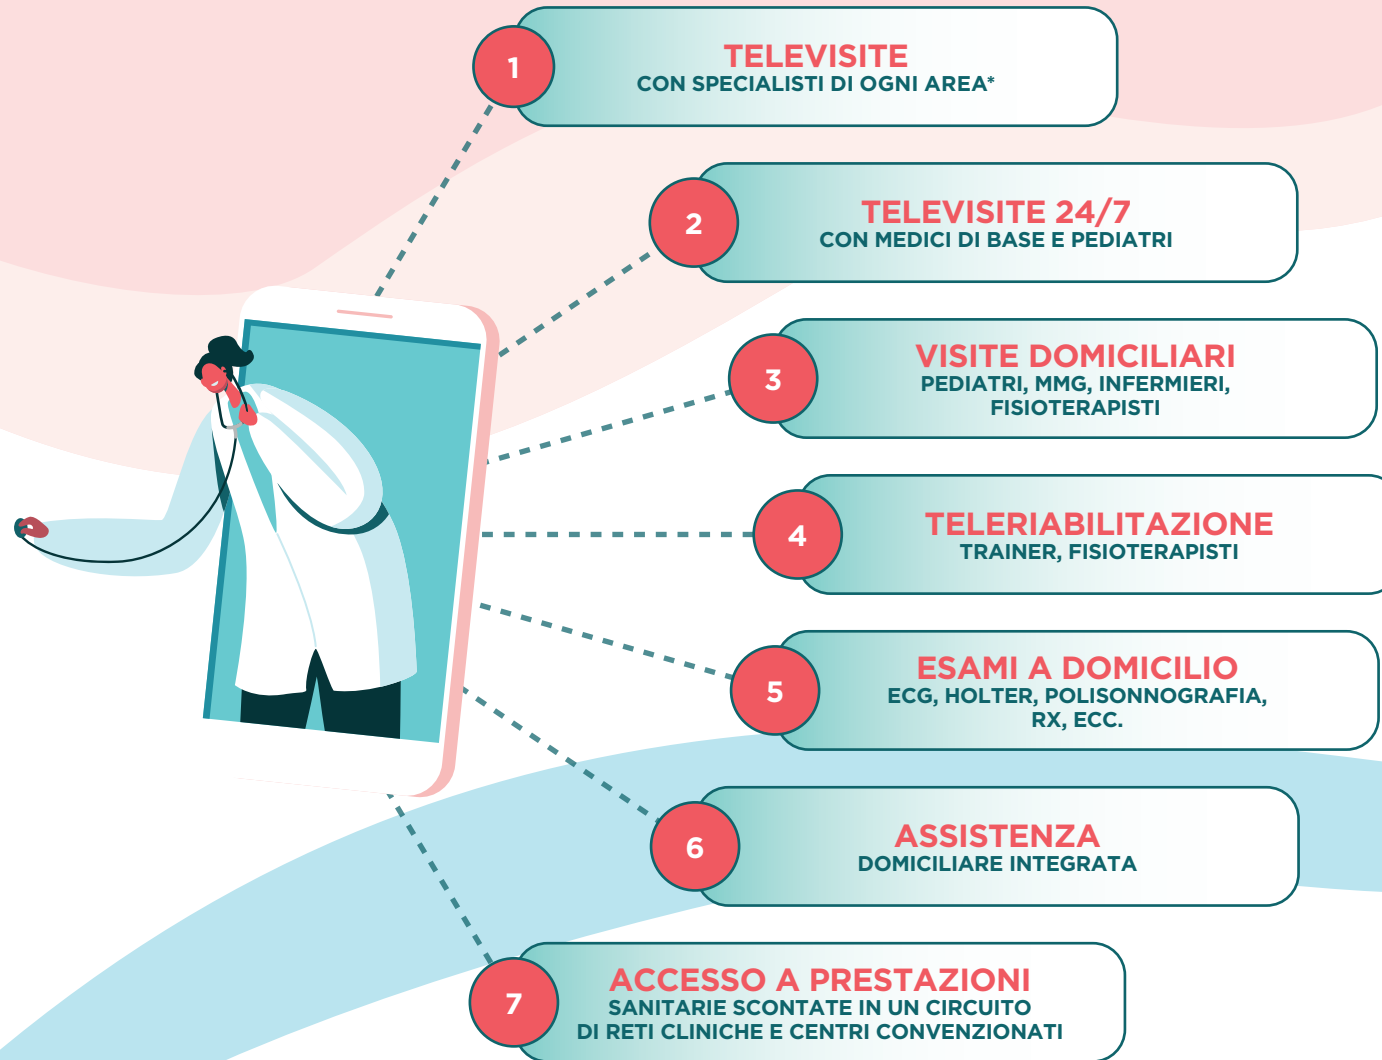 1
TELEVISITE
CON SPECIALISTI DI OGNI AREA*
2
TELEVISITE 24/7
CON MEDICI DI BASE E PEDIATRI
3
VISITE DOMICILIARI
PEDIATRI, MMG, INFERMIERI,
FISIOTERAPISTI
4
TELERIABILITAZIONE
TRAINER, FISIOTERAPISTI
5
ESAMI A DOMICILIO
ECG, HOLTER, POLISONNOGRAFIA,
RX, ECC.
6
ASSISTENZA
DOMICILIARE INTEGRATA
7
ACCESSO A PRESTAZIONI
SANITARIE SCONTATE IN UN CIRCUITO
DI RETI CLINICHE E CENTRI CONVENZIONATI